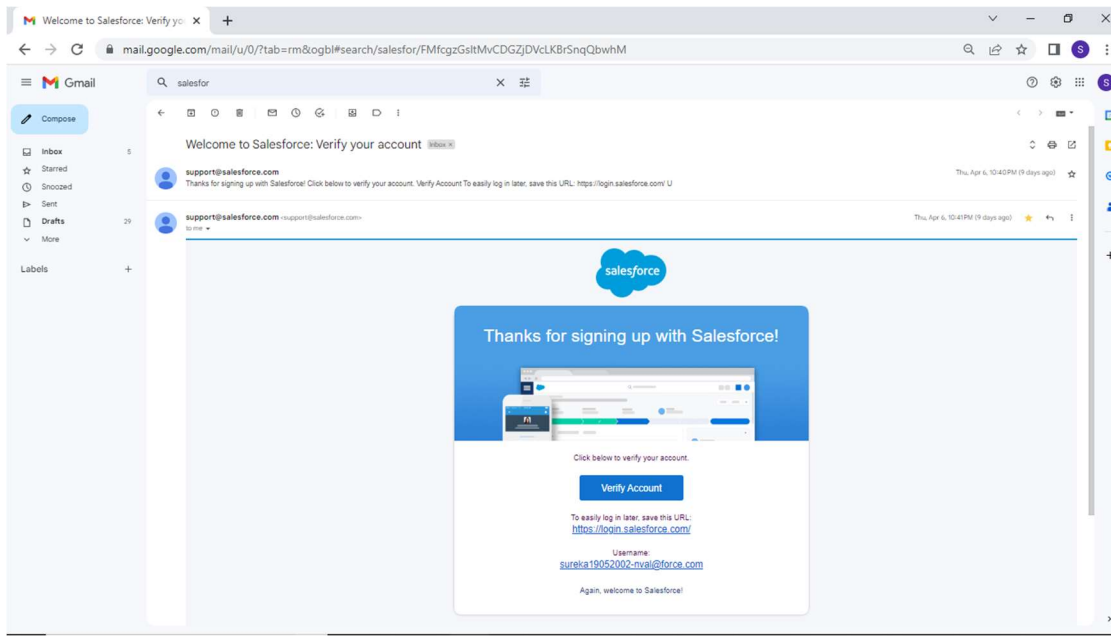 Welcome to Salesforce: Verify yo
mail.google.com/mail/u/0/?tab=rm&ogbl#search/salesfor/FMfcgzGsltMvCDGZjDVcLKBrSnqQbwhM
S
Gmail
salesfor
S
Compose
Welcome to Salesforce: Verify your account Inbox x
Inbox 5
Starred
Snoozed
Sent
Drafts 29
More
Labels
support@salesforce.com Thu, Apr 6, 10:40 PM (9 days ago)
Thanks for signing up with Salesforce! Click below to verify your account. Verify Account To easily log in later, save this URL: https://login.salesforce.com/ U
support@salesforce.com <support@salesforce.com> Thu, Apr 6, 10:41 PM (9 days ago)
to me
salesforce
Thanks for signing up with Salesforce!
Click below to verify your account.
Verify Account
To easily log in later, save this URL:
https://login.salesforce.com/
Username:
sureka19052002-nval@force.com
Again, welcome to Salesforce!